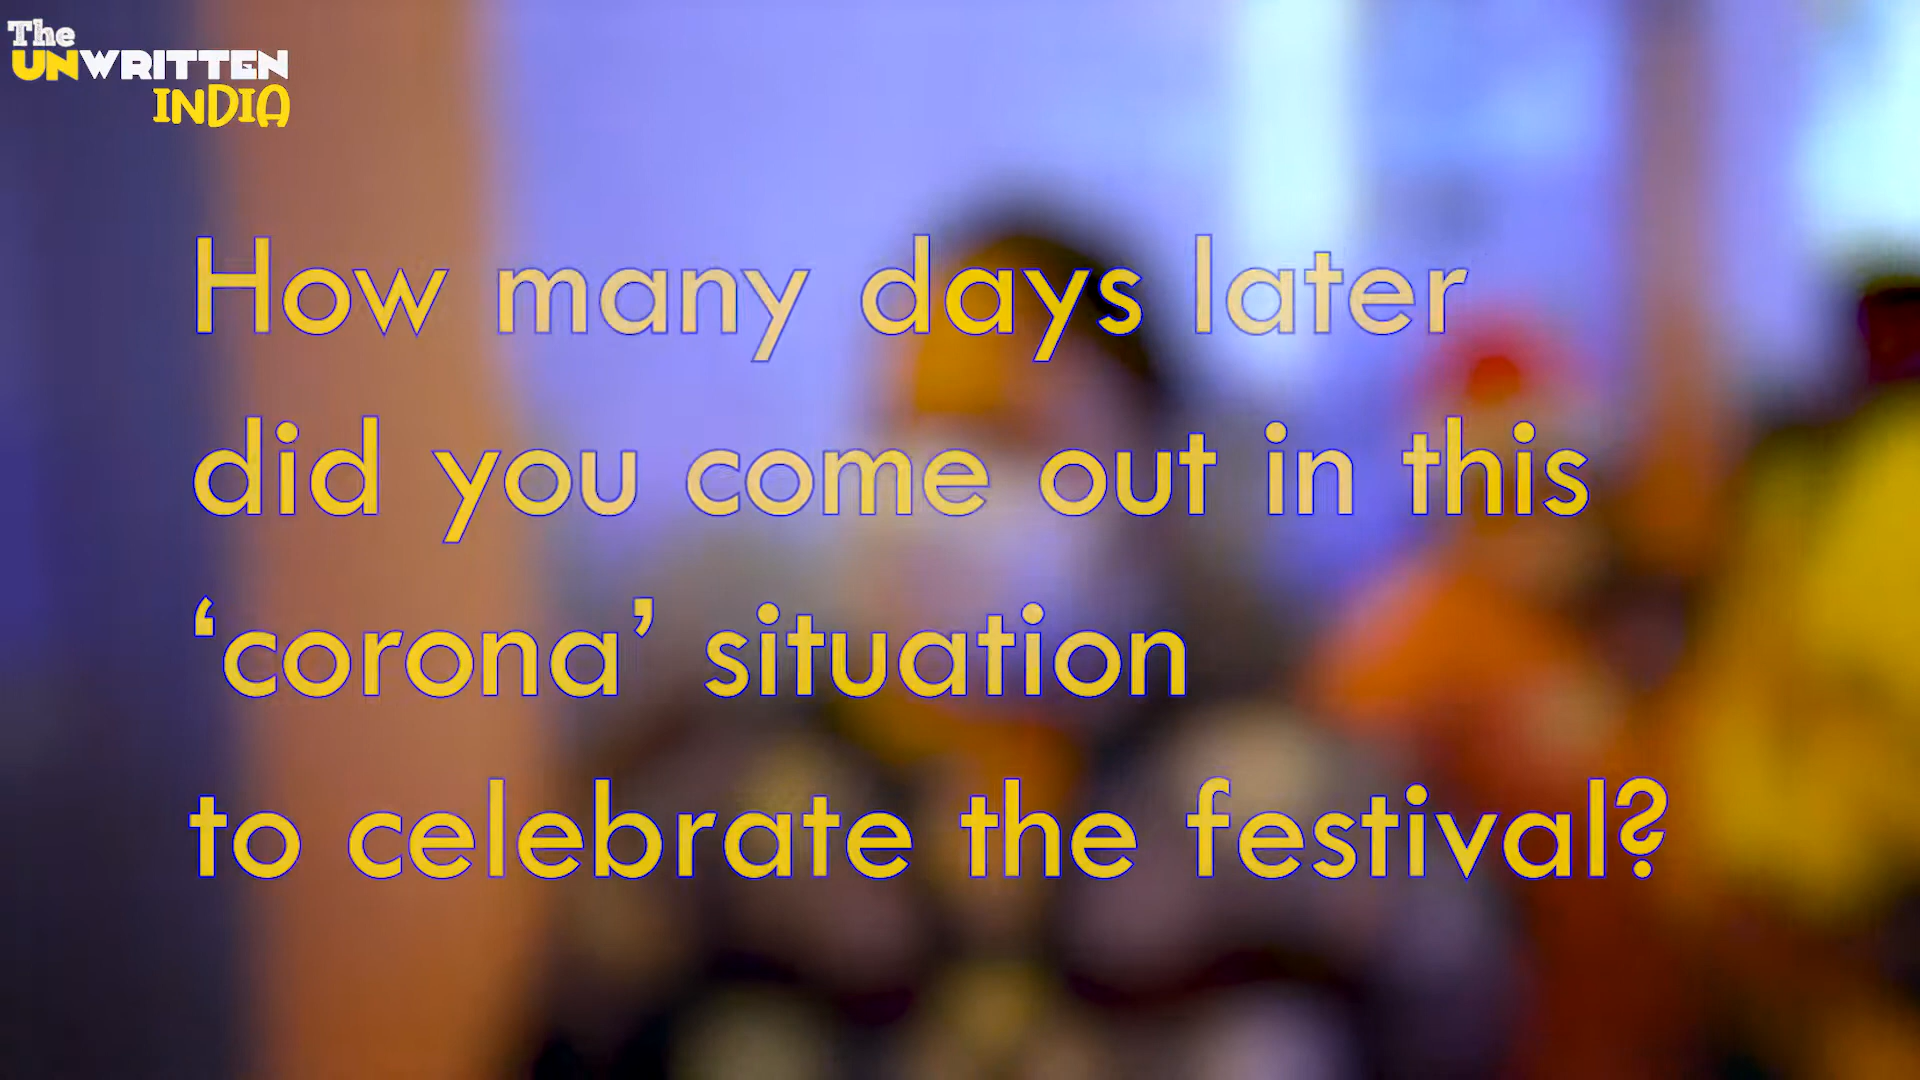 The
UNWRITTEN
INDIA
How many days later
did you come out in this
‘corona’ situation
to celebrate the festival?